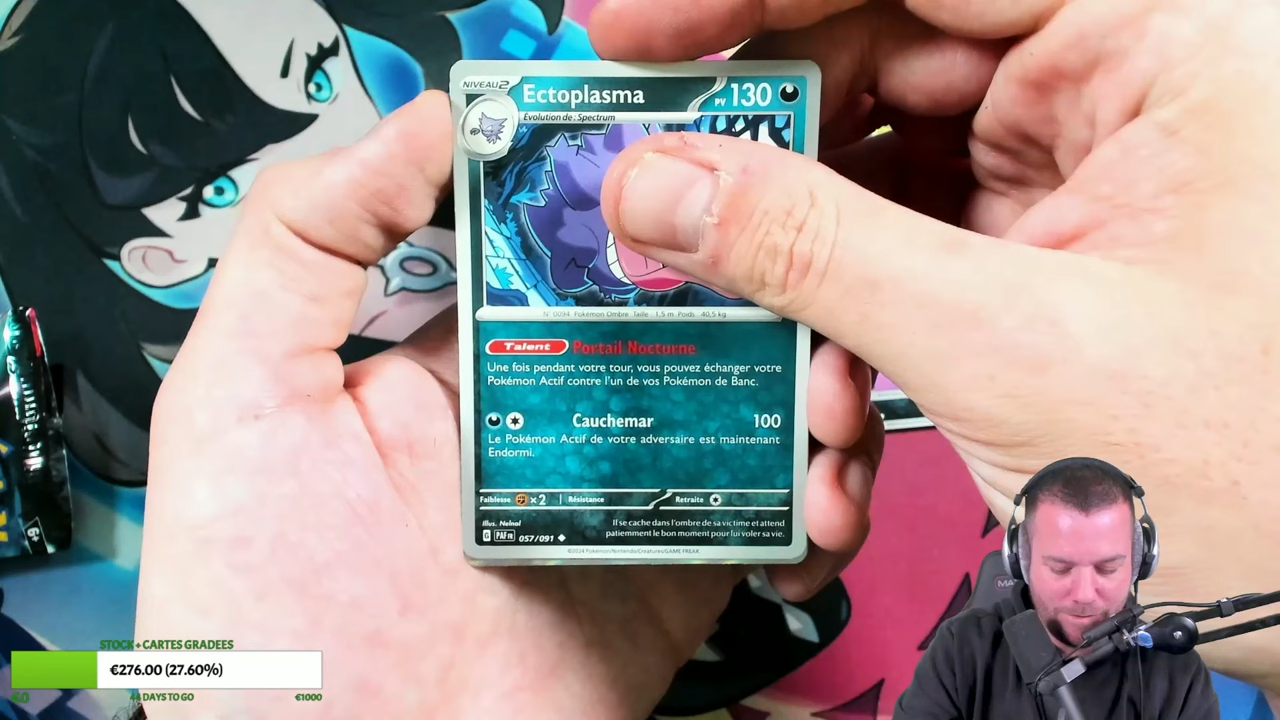 NIVEAU 2
Ectoplasma
PV 130
Évolution de : Spectrum
N° 0094 Pokémon Ombre Taille : 1,5 m Poids : 40,5 kg
Talent Portail Nocturne
Une fois pendant votre tour, vous pouvez échanger votre
Pokémon Actif contre l'un de vos Pokémon de Banc.
Cauchemar 100
Le Pokémon Actif de votre adversaire est maintenant
Endormi.
Faiblesse ×2 Résistance Retraite
Illus. Nelnal
Il se cache dans l'ombre de sa victime et attend
patiemment le bon moment pour lui voler sa vie.
G PAF FR 057/091
©2024 Pokémon/Nintendo/Creatures/GAME FREAK
STOCK + CARTES GRADEES
€276.00 (27.60%)
€0 44 DAYS TO GO €1000